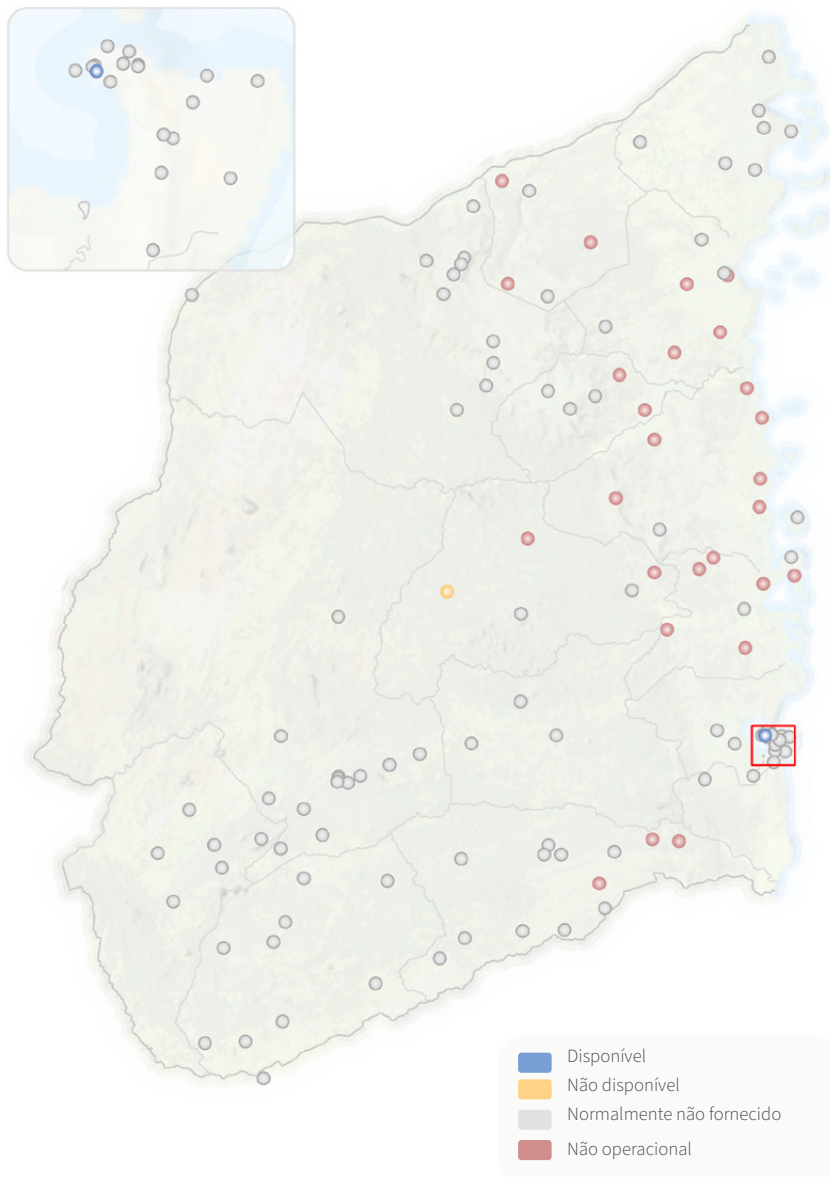 Disponível
Não disponível
Normalmente não fornecido
Não operacional